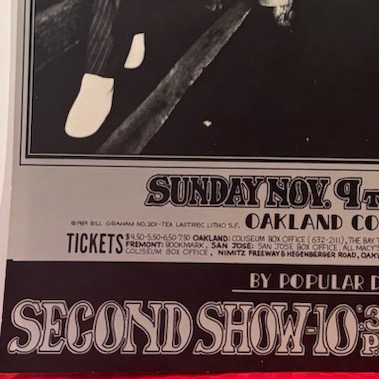 SUNDAY NOV. 9TH
©1969 BILL GRAHAM NO. 201 - TEA LAUTREC LITHO S.F.
OAKLAND CO
TICKETS $4.50-5.50-6.50-7.50 OAKLAND: COLISEUM BOX OFFICE (632-2111), THE BAY T
FREMONT: BOOKMARK, SAN JOSE: SAN JOSE BOX OFFICE. ALL MACY'S
COLISEUM BOX OFFICE, NIMITZ FREEWAY & HEGENBERGER ROAD, OAKL
BY POPULAR D
SECOND SHOW-10:3
P.